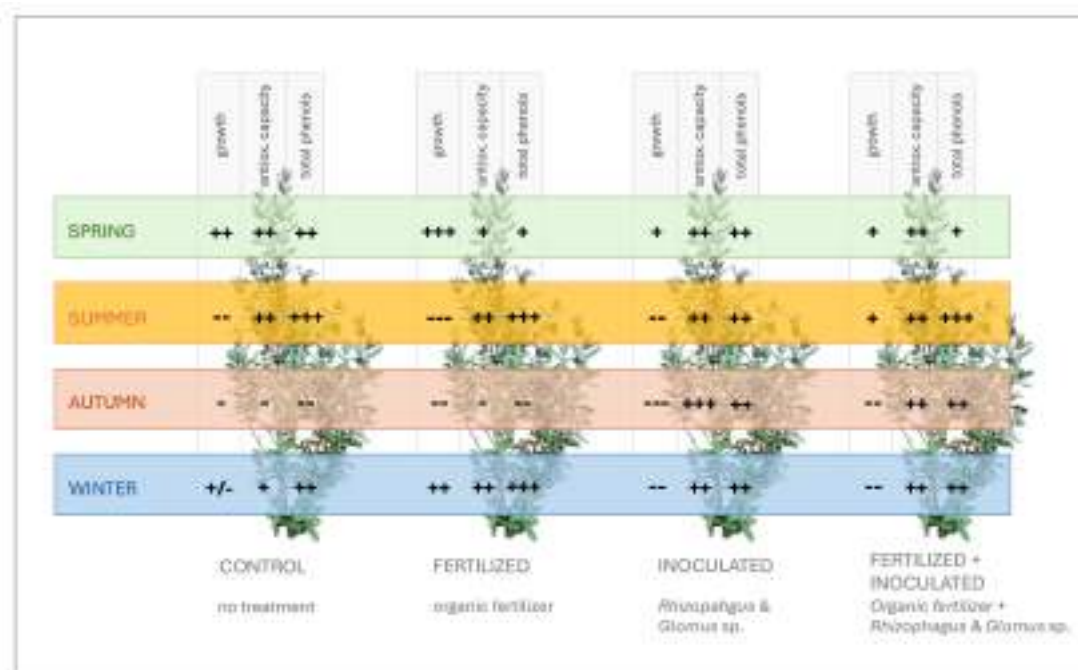 growth antiox. capacity total phenols growth antiox. capacity total phenols growth antiox. capacity total phenols growth antiox. capacity total phenols
SPRING ++ ++ ++ +++ + + + ++ ++ + ++ +
SUMMER -- ++ +++ --- ++ +++ -- ++ ++ + ++ +++
AUTUMN - - -- -- - -- --- +++ ++ -- ++ ++
WINTER +/- + ++ ++ ++ +++ -- ++ ++ -- ++ ++
CONTROL
no treatment
FERTILIZED
organic fertilizer
INOCULATED
Rhizopahgus &
Glomus sp.
FERTILIZED +
INOCULATED
Organic fertilizer +
Rhizophagus & Glomus sp.